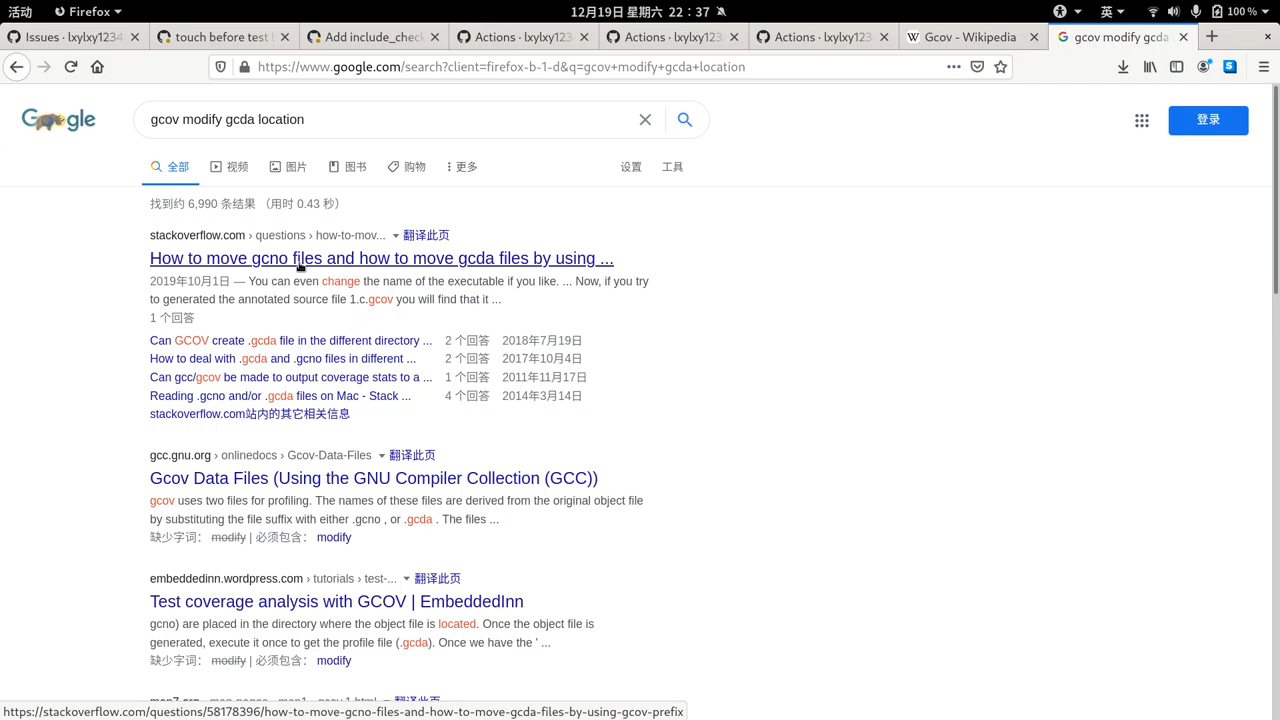 活动 Firefox 12月19日 星期六 22：37 英 100 %
Issues · lxylxy1234 touch before test Add include_check Actions · lxylxy123 Actions · lxylxy123 Actions · lxylxy123 Gcov - Wikipedia gcov modify gcda
https://www.google.com/search?client=firefox-b-1-d&q=gcov+modify+gcda+location
Google gcov modify gcda location 登录
全部 视频 图片 图书 购物 更多 设置 工具
找到约 6,990 条结果 （用时 0.43 秒）
stackoverflow.com › questions › how-to-mov... 翻译此页
How to move gcno files and how to move gcda files by using ...
2019年10月1日 — You can even change the name of the executable if you like. ... Now, if you try
to generated the annotated source file 1.c.gcov you will find that it ...
1 个回答
Can GCOV create .gcda file in the different directory ... 2 个回答 2018年7月19日
How to deal with .gcda and .gcno files in different ... 2 个回答 2017年10月4日
Can gcc/gcov be made to output coverage stats to a ... 1 个回答 2011年11月17日
Reading .gcno and/or .gcda files on Mac - Stack ... 4 个回答 2014年3月14日
stackoverflow.com站内的其它相关信息
gcc.gnu.org › onlinedocs › Gcov-Data-Files 翻译此页
Gcov Data Files (Using the GNU Compiler Collection (GCC))
gcov uses two files for profiling. The names of these files are derived from the original object file
by substituting the file suffix with either .gcno , or .gcda . The files ...
缺少字词： modify | 必须包含： modify
embeddedinn.wordpress.com › tutorials › test-... 翻译此页
Test coverage analysis with GCOV | EmbeddedInn
gcno) are placed in the directory where the object file is located. Once the object file is
generated, execute it once to get the profile file (.gcda). Once we have the ' ...
缺少字词： modify | 必须包含： modify
https://stackoverflow.com/questions/58178396/how-to-move-gcno-files-and-how-to-move-gcda-files-by-using-gcov-prefix